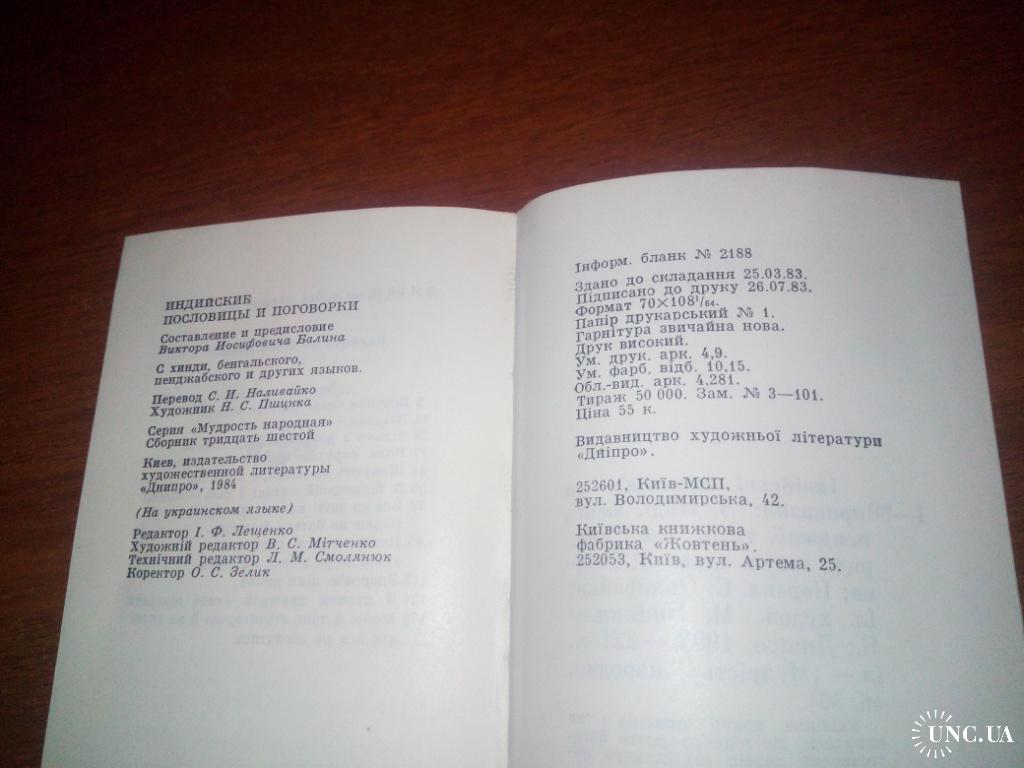 ИНДИЙСКИЕ
ПОСЛОВИЦЫ И ПОГОВОРКИ
Составление и предисловие
Виктора Иосифовича Балина
С хинди, бенгальского,
пенджабского и других языков.
Перевод С. И. Наливайко
Художник Н. С. Пшинка
Серия «Мудрость народная»
Сборник тридцать шестой
Киев, издательство
художественной литературы
«Днипро», 1984
(На украинском языке)
Редактор І. Ф. Лещенко
Художній редактор В. С. Мітченко
Технічний редактор Л. М. Смолянюк
Коректор О. С. Зелик
Інформ. бланк № 2188
Здано до складання 25.03.83.
Підписано до друку 26.07.83.
Формат 70×108¹/₆₄.
Папір друкарський № 1.
Гарнітура звичайна нова.
Друк високий.
Ум. друк. арк. 4,9.
Ум. фарб. відб. 10,15.
Обл.-вид. арк. 4,281.
Тираж 50 000. Зам. № 3—101.
Ціна 55 к.
Видавництво художньої літератури
«Дніпро».
252601, Київ-МСП,
вул. Володимирська, 42.
Київська книжкова
фабрика «Жовтень».
252053, Київ, вул. Артема, 25.
UNC.UA